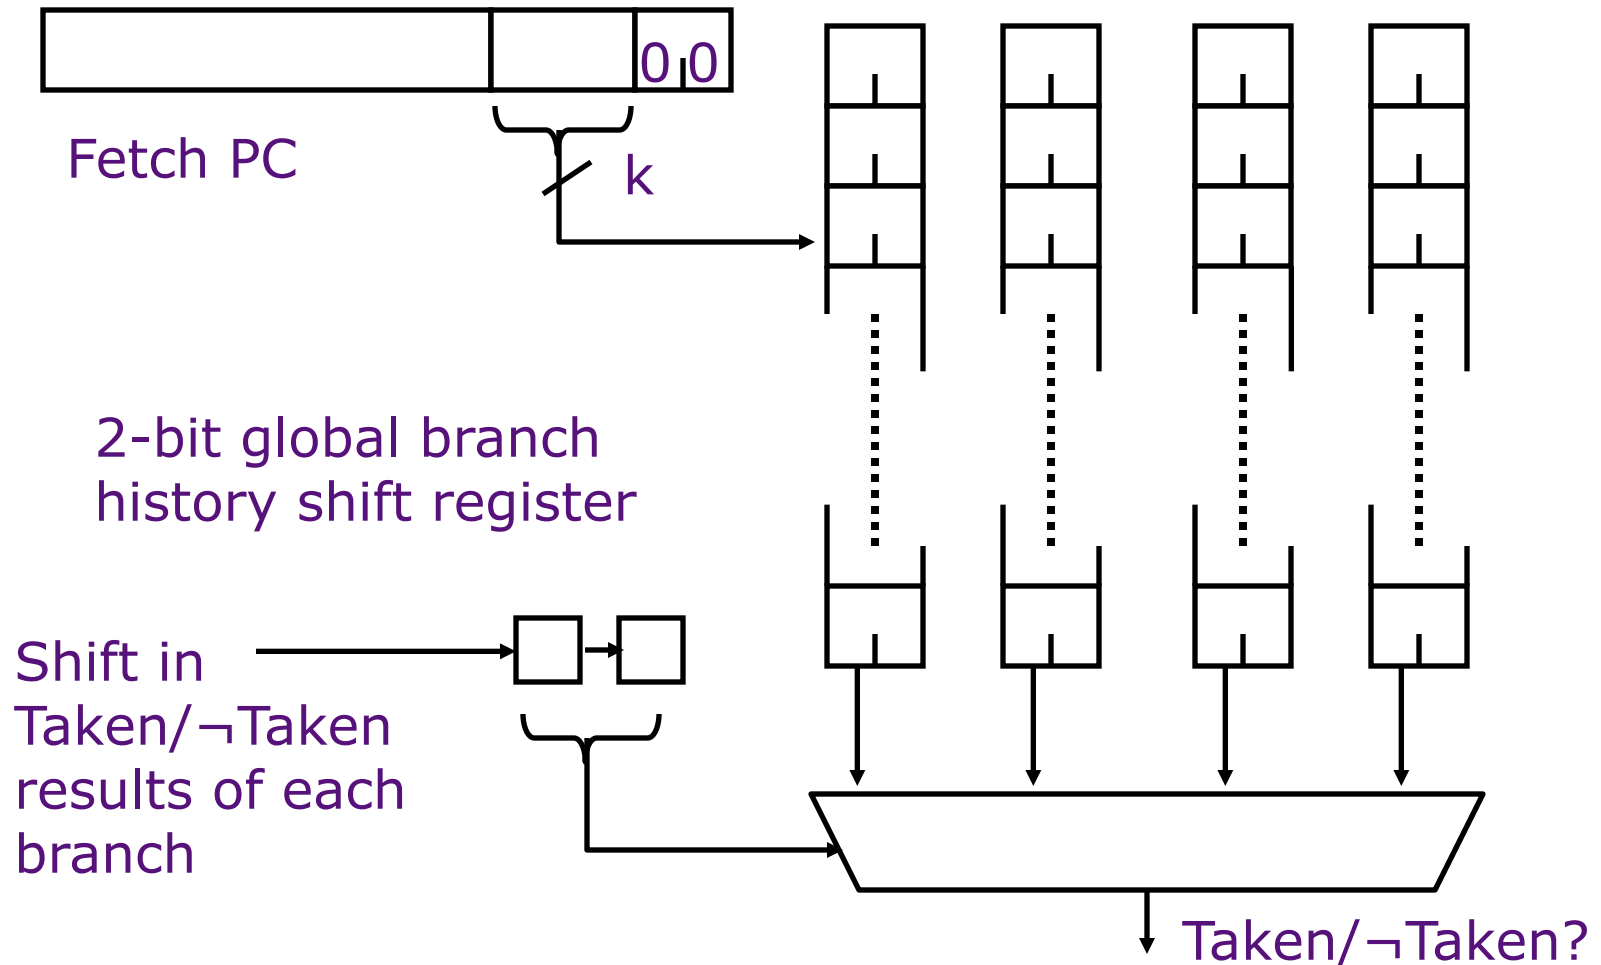 0 0
Fetch PC
k
2-bit global branch
history shift register
Shift in
Taken/¬Taken
results of each
branch
Taken/¬Taken?